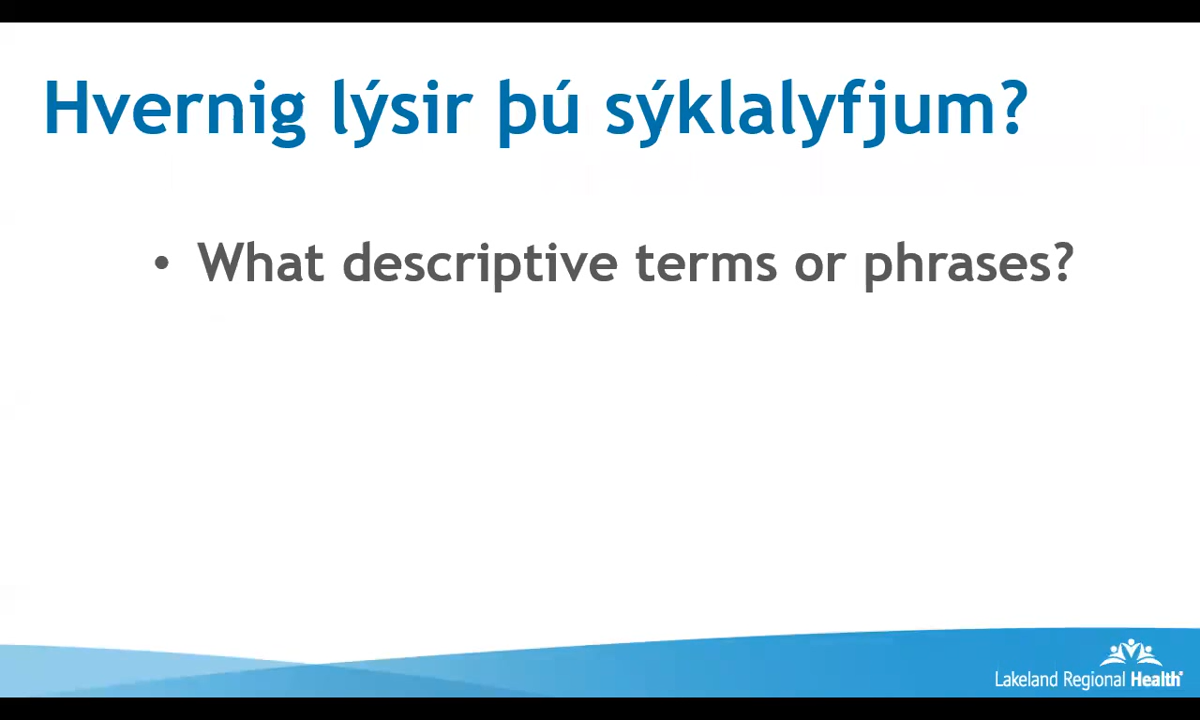 Hvernig lýsir þú sýklalyfjum?
• What descriptive terms or phrases?
Lakeland Regional Health